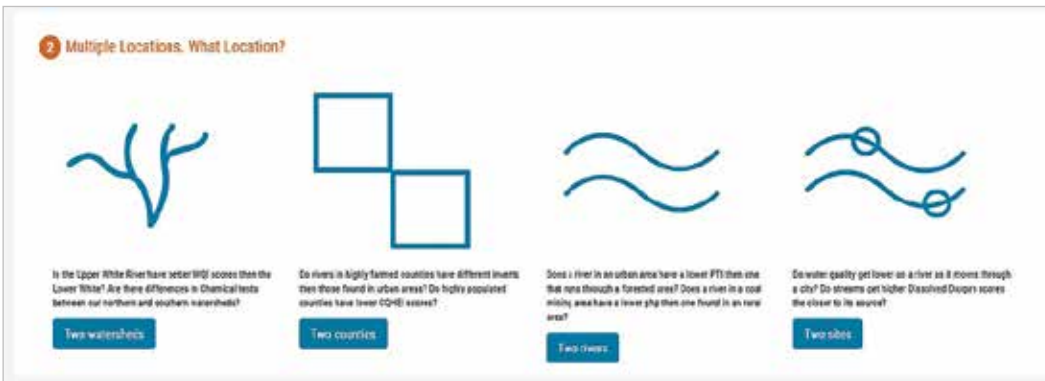 2 Multiple Locations. What Location?
Is the Upper White River have better WQI scores then the
Lower White? Are there differences in Chemical tests
between our northern and southern watersheds?
Two watersheds
Do rivers in highly farmed counties have different inverts
then those found in urban areas? Do highly populated
counties have lower CQHEI scores?
Two counties
Does a river in an urban area have a lower PTI then one
that runs through a forested area? Does a river in a coal
mining area have a lower php then one found in an rural
area?
Two rivers
Do water quality get lower on a river as it moves through
a city? Do streams get higher Dissolved Oxygen scores
the closer to its source?
Two sites